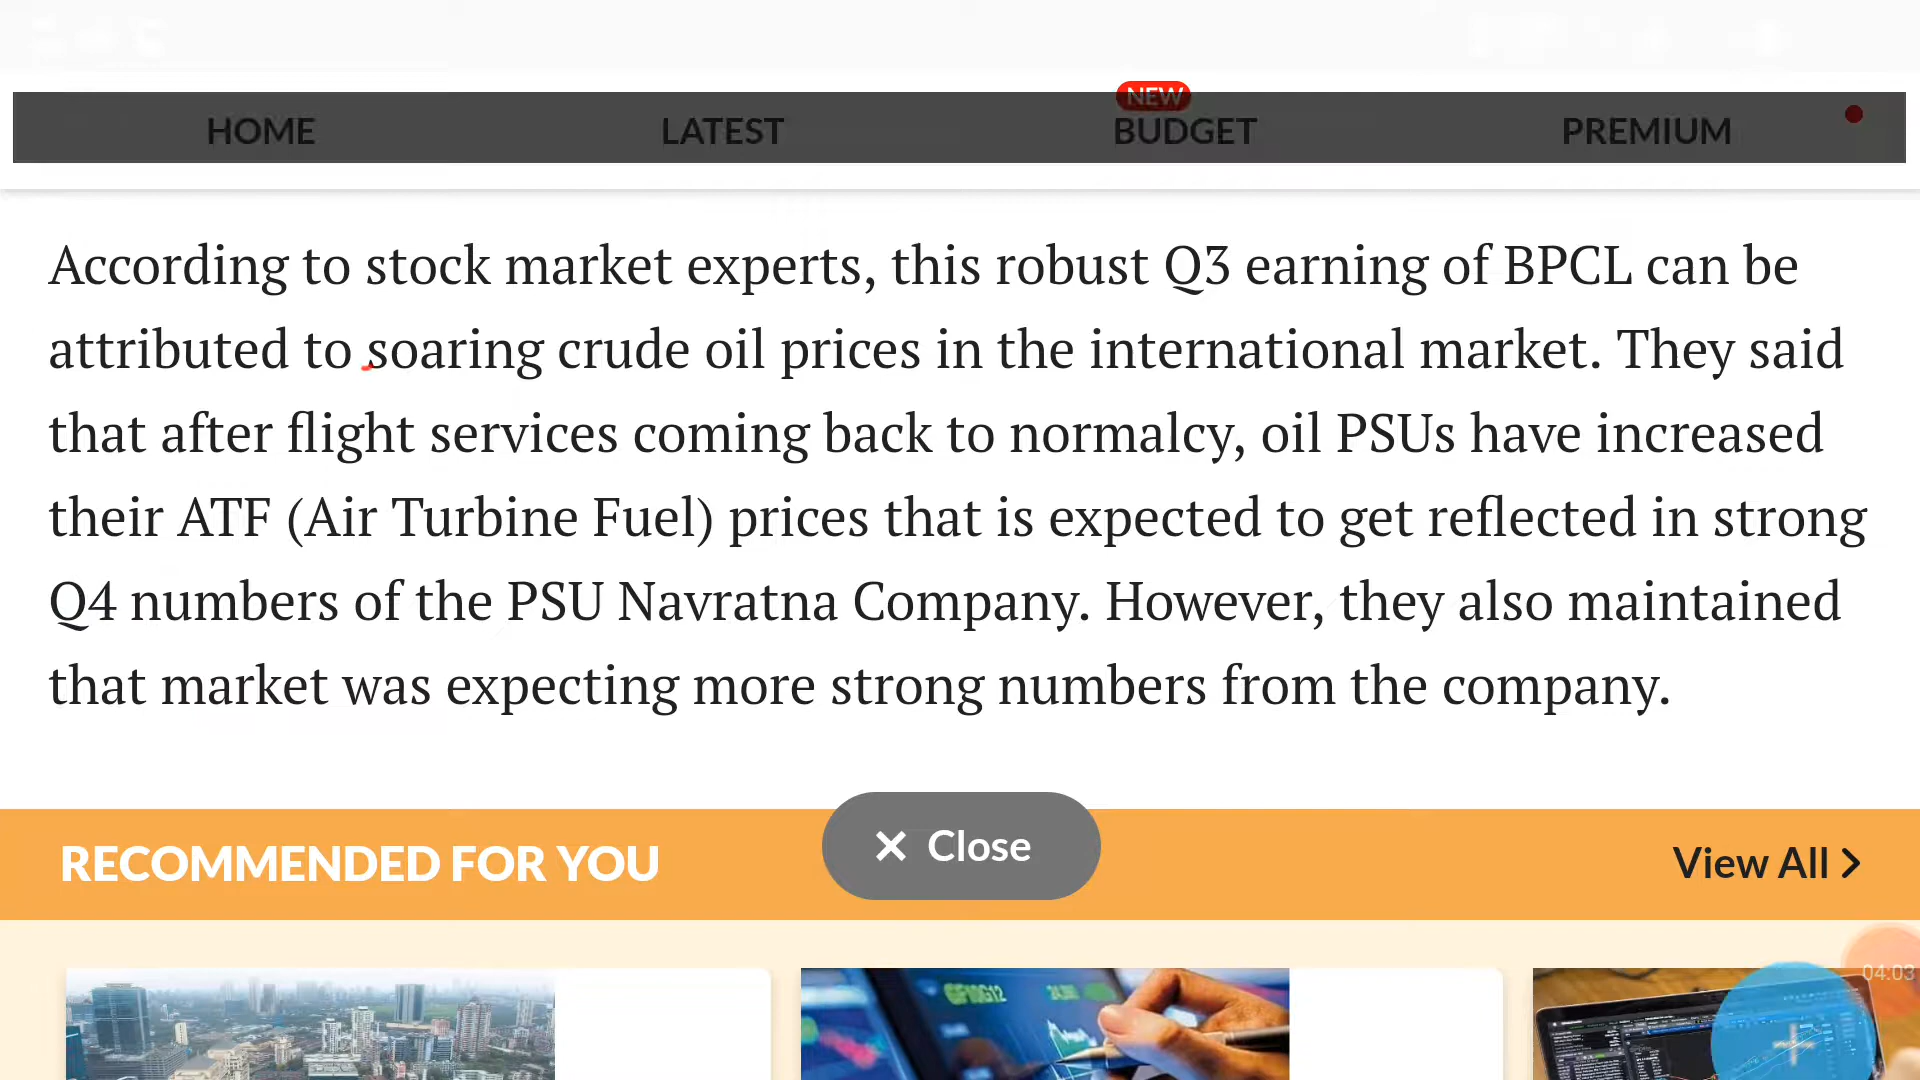 HOME LATEST NEW BUDGET PREMIUM
According to stock market experts, this robust Q3 earning of BPCL can be
attributed to soaring crude oil prices in the international market. They said
that after flight services coming back to normalcy, oil PSUs have increased
their ATF (Air Turbine Fuel) prices that is expected to get reflected in strong
Q4 numbers of the PSU Navratna Company. However, they also maintained
that market was expecting more strong numbers from the company.
RECOMMENDED FOR YOU
× Close
View All >
04:03